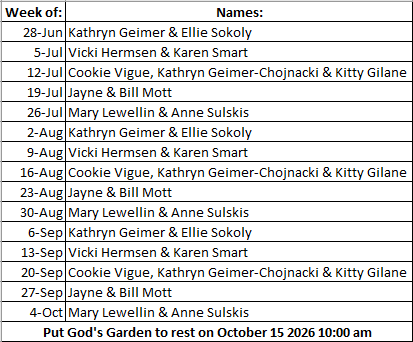 Week of: Names:
28-Jun Kathryn Geimer & Ellie Sokoly
5-Jul Vicki Hermsen & Karen Smart
12-Jul Cookie Vigue, Kathryn Geimer-Chojnacki & Kitty Gilane
19-Jul Jayne & Bill Mott
26-Jul Mary Lewellin & Anne Sulskis
2-Aug Kathryn Geimer & Ellie Sokoly
9-Aug Vicki Hermsen & Karen Smart
16-Aug Cookie Vigue, Kathryn Geimer-Chojnacki & Kitty Gilane
23-Aug Jayne & Bill Mott
30-Aug Mary Lewellin & Anne Sulskis
6-Sep Kathryn Geimer & Ellie Sokoly
13-Sep Vicki Hermsen & Karen Smart
20-Sep Cookie Vigue, Kathryn Geimer-Chojnacki & Kitty Gilane
27-Sep Jayne & Bill Mott
4-Oct Mary Lewellin & Anne Sulskis
Put God's Garden to rest on October 15 2026 10:00 am